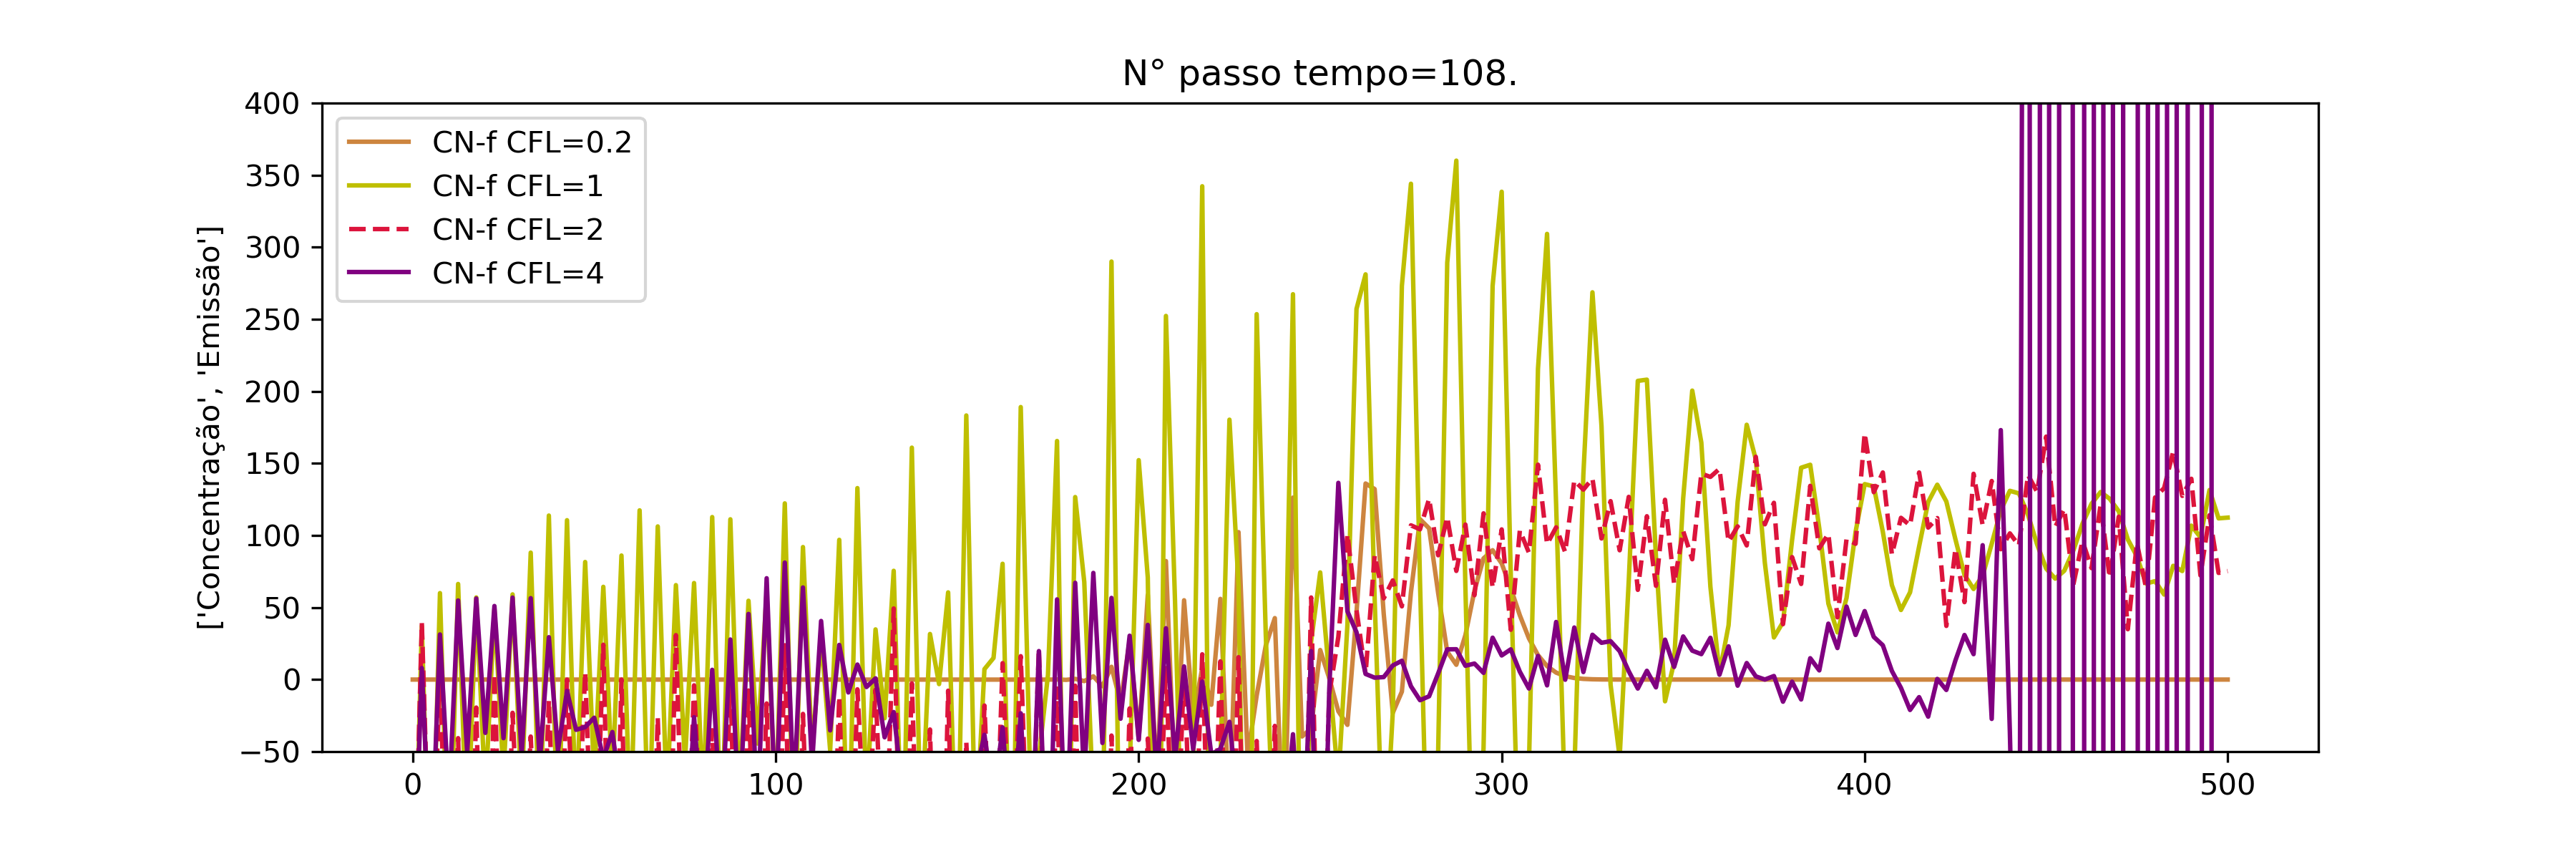 N° passo tempo=108.
['Concentração', 'Emissão']
400
350
300
250
200
150
100
50
0
−50
CN-f CFL=0.2
CN-f CFL=1
CN-f CFL=2
CN-f CFL=4
0 100 200 300 400 500